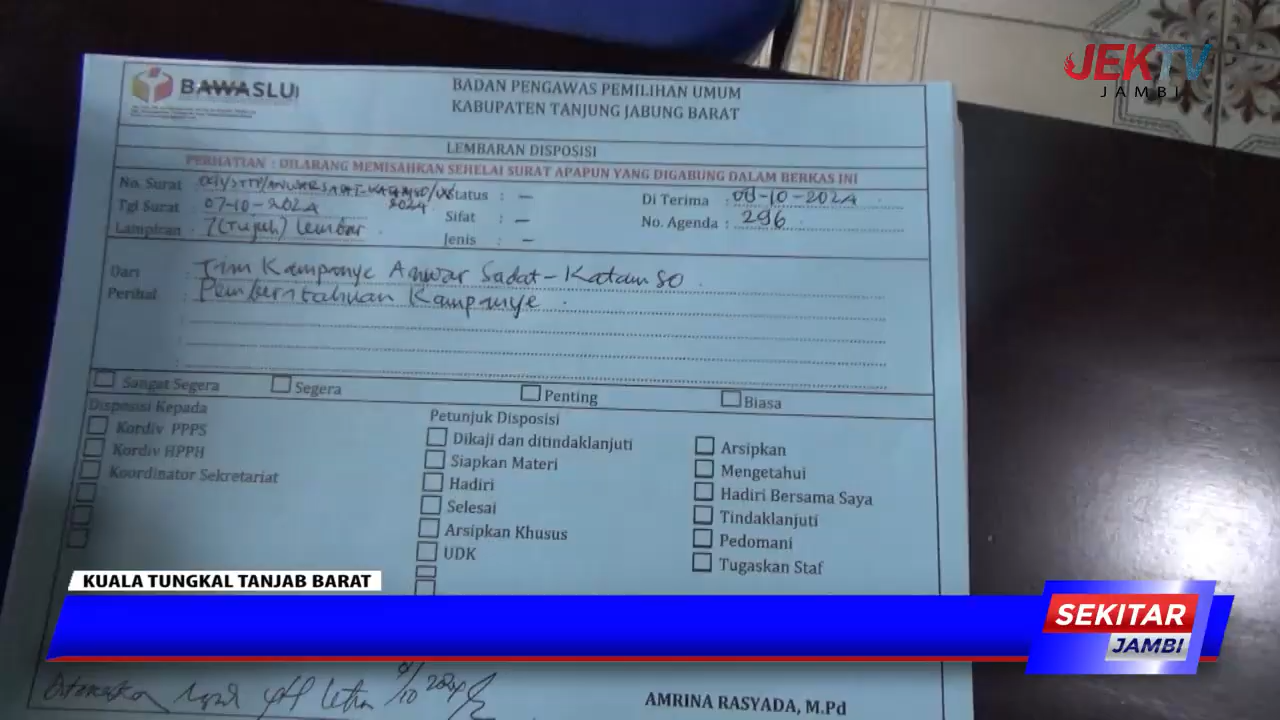 JEKTV
JAMBI
BAWASLU
BADAN PENGAWAS PEMILIHAN UMUM
KABUPATEN TANJUNG JABUNG BARAT
LEMBARAN DISPOSISI
PERHATIAN : DILARANG MEMISAHKAN SEHELAI SURAT APAPUN YANG DIGABUNG DALAM BERKAS INI
No. Surat : Status : –
2024
Tgl Surat : 07-10-2024
Sifat : –
Lampiran : 7 (Tujuh) Lembar
Jenis : –
Di Terima : 08-10-2024
No. Agenda : 296
Dari : Tim Kampanye Anwar Sadat - Katamso
Perihal : Pemberitahuan Kampanye
Sangat Segera
Segera
Penting
Biasa
Disposisi Kepada
Kordiv PPPS
Kordiv HPPH
Koordinator Sekretariat
Petunjuk Disposisi
Dikaji dan ditindaklanjuti
Siapkan Materi
Hadiri
Selesai
Arsipkan Khusus
UDK
Arsipkan
Mengetahui
Hadiri Bersama Saya
Tindaklanjuti
Pedomani
Tugaskan Staf
KUALA TUNGKAL TANJAB BARAT
SEKITAR
JAMBI
AMRINA RASYADA, M.Pd